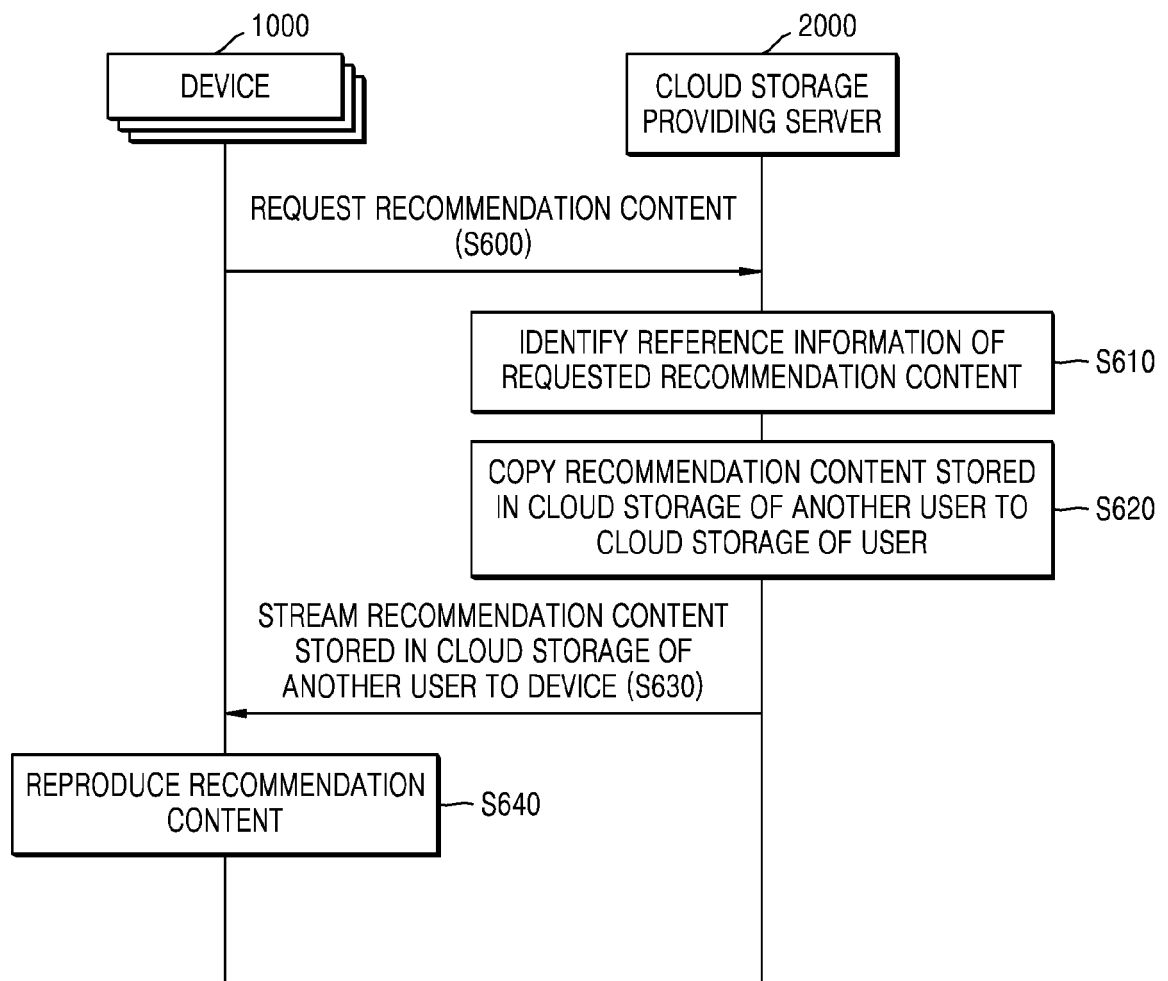 1000
2000
DEVICE
CLOUD STORAGE
PROVIDING SERVER
REQUEST RECOMMENDATION CONTENT
(S600)
IDENTIFY REFERENCE INFORMATION OF
REQUESTED RECOMMENDATION CONTENT
S610
COPY RECOMMENDATION CONTENT STORED
IN CLOUD STORAGE OF ANOTHER USER TO
CLOUD STORAGE OF USER
S620
STREAM RECOMMENDATION CONTENT
STORED IN CLOUD STORAGE OF
ANOTHER USER TO DEVICE (S630)
REPRODUCE RECOMMENDATION
CONTENT
S640